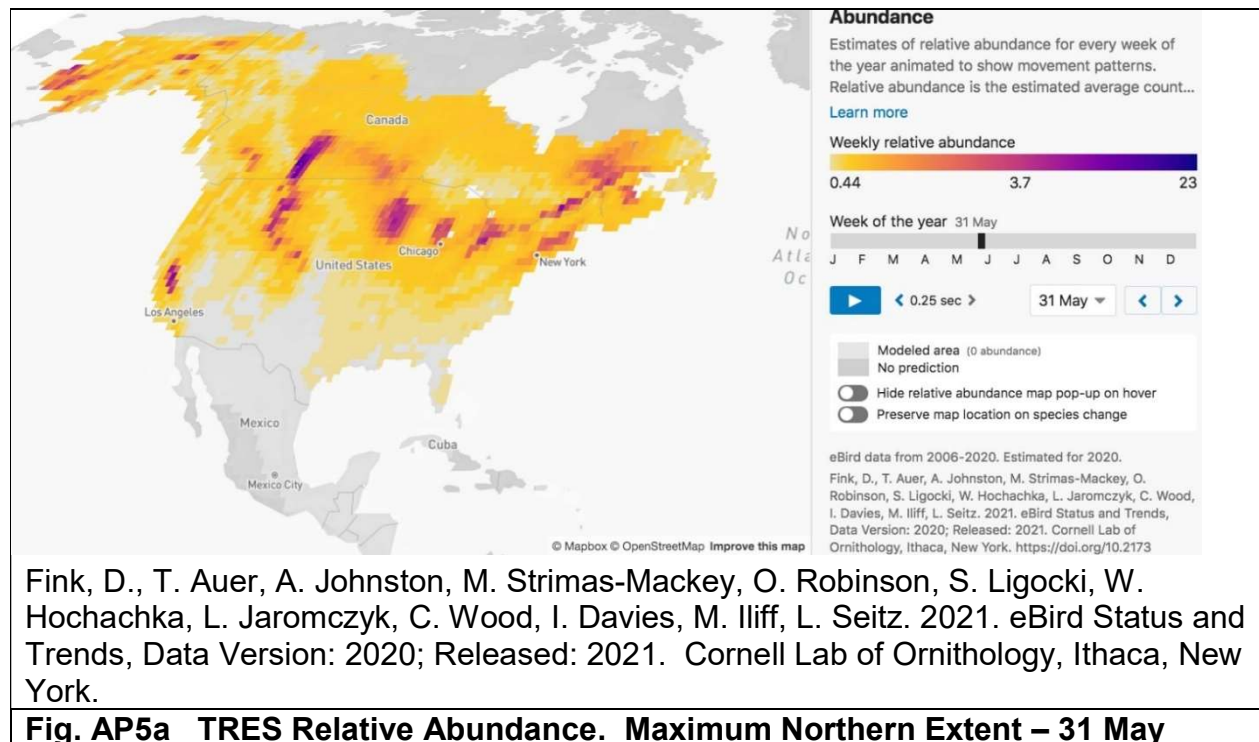 Abundance
Estimates of relative abundance for every week of
the year animated to show movement patterns.
Relative abundance is the estimated average count...
Learn more
Weekly relative abundance
0.44 3.7 23
Week of the year 31 May
J F M A M J J A S O N D
0.25 sec 31 May
Modeled area (0 abundance)
No prediction
Hide relative abundance map pop-up on hover
Preserve map location on species change
eBird data from 2006-2020. Estimated for 2020.
Fink, D., T. Auer, A. Johnston, M. Strimas-Mackey, O.
Robinson, S. Ligocki, W. Hochachka, L. Jaromczyk, C. Wood,
I. Davies, M. Iliff, L. Seitz. 2021. eBird Status and Trends,
Data Version: 2020; Released: 2021. Cornell Lab of
Ornithology, Ithaca, New York. https://doi.org/10.2173
Canada
Chicago
New York
United States
Los Angeles
Mexico
Cuba
Mexico City
No
Atla
Oc
© Mapbox © OpenStreetMap Improve this map
Fink, D., T. Auer, A. Johnston, M. Strimas-Mackey, O. Robinson, S. Ligocki, W.
Hochachka, L. Jaromczyk, C. Wood, I. Davies, M. Iliff, L. Seitz. 2021. eBird Status and
Trends, Data Version: 2020; Released: 2021. Cornell Lab of Ornithology, Ithaca, New
York.
Fig. AP5a TRES Relative Abundance. Maximum Northern Extent – 31 May